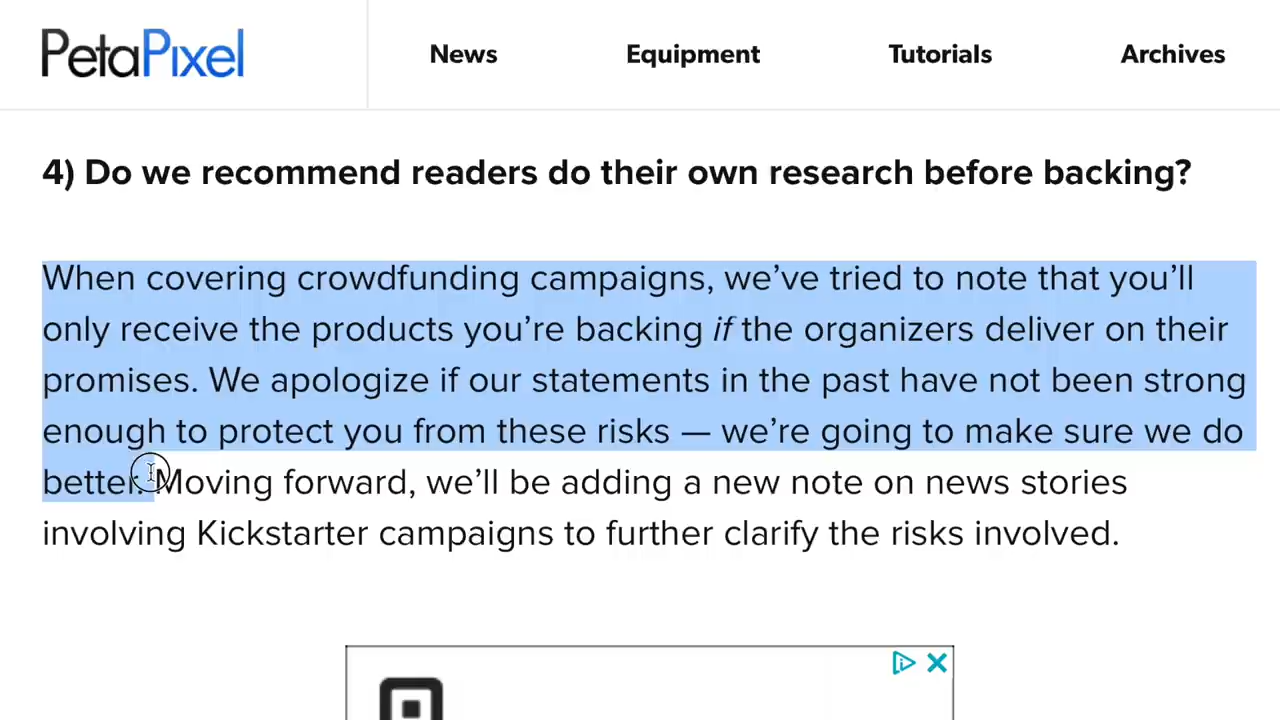 PetaPixel
News
Equipment
Tutorials
Archives
4) Do we recommend readers do their own research before backing?
When covering crowdfunding campaigns, we’ve tried to note that you’ll
only receive the products you’re backing if the organizers deliver on their
promises. We apologize if our statements in the past have not been strong
enough to protect you from these risks — we’re going to make sure we do
better. Moving forward, we’ll be adding a new note on news stories
involving Kickstarter campaigns to further clarify the risks involved.